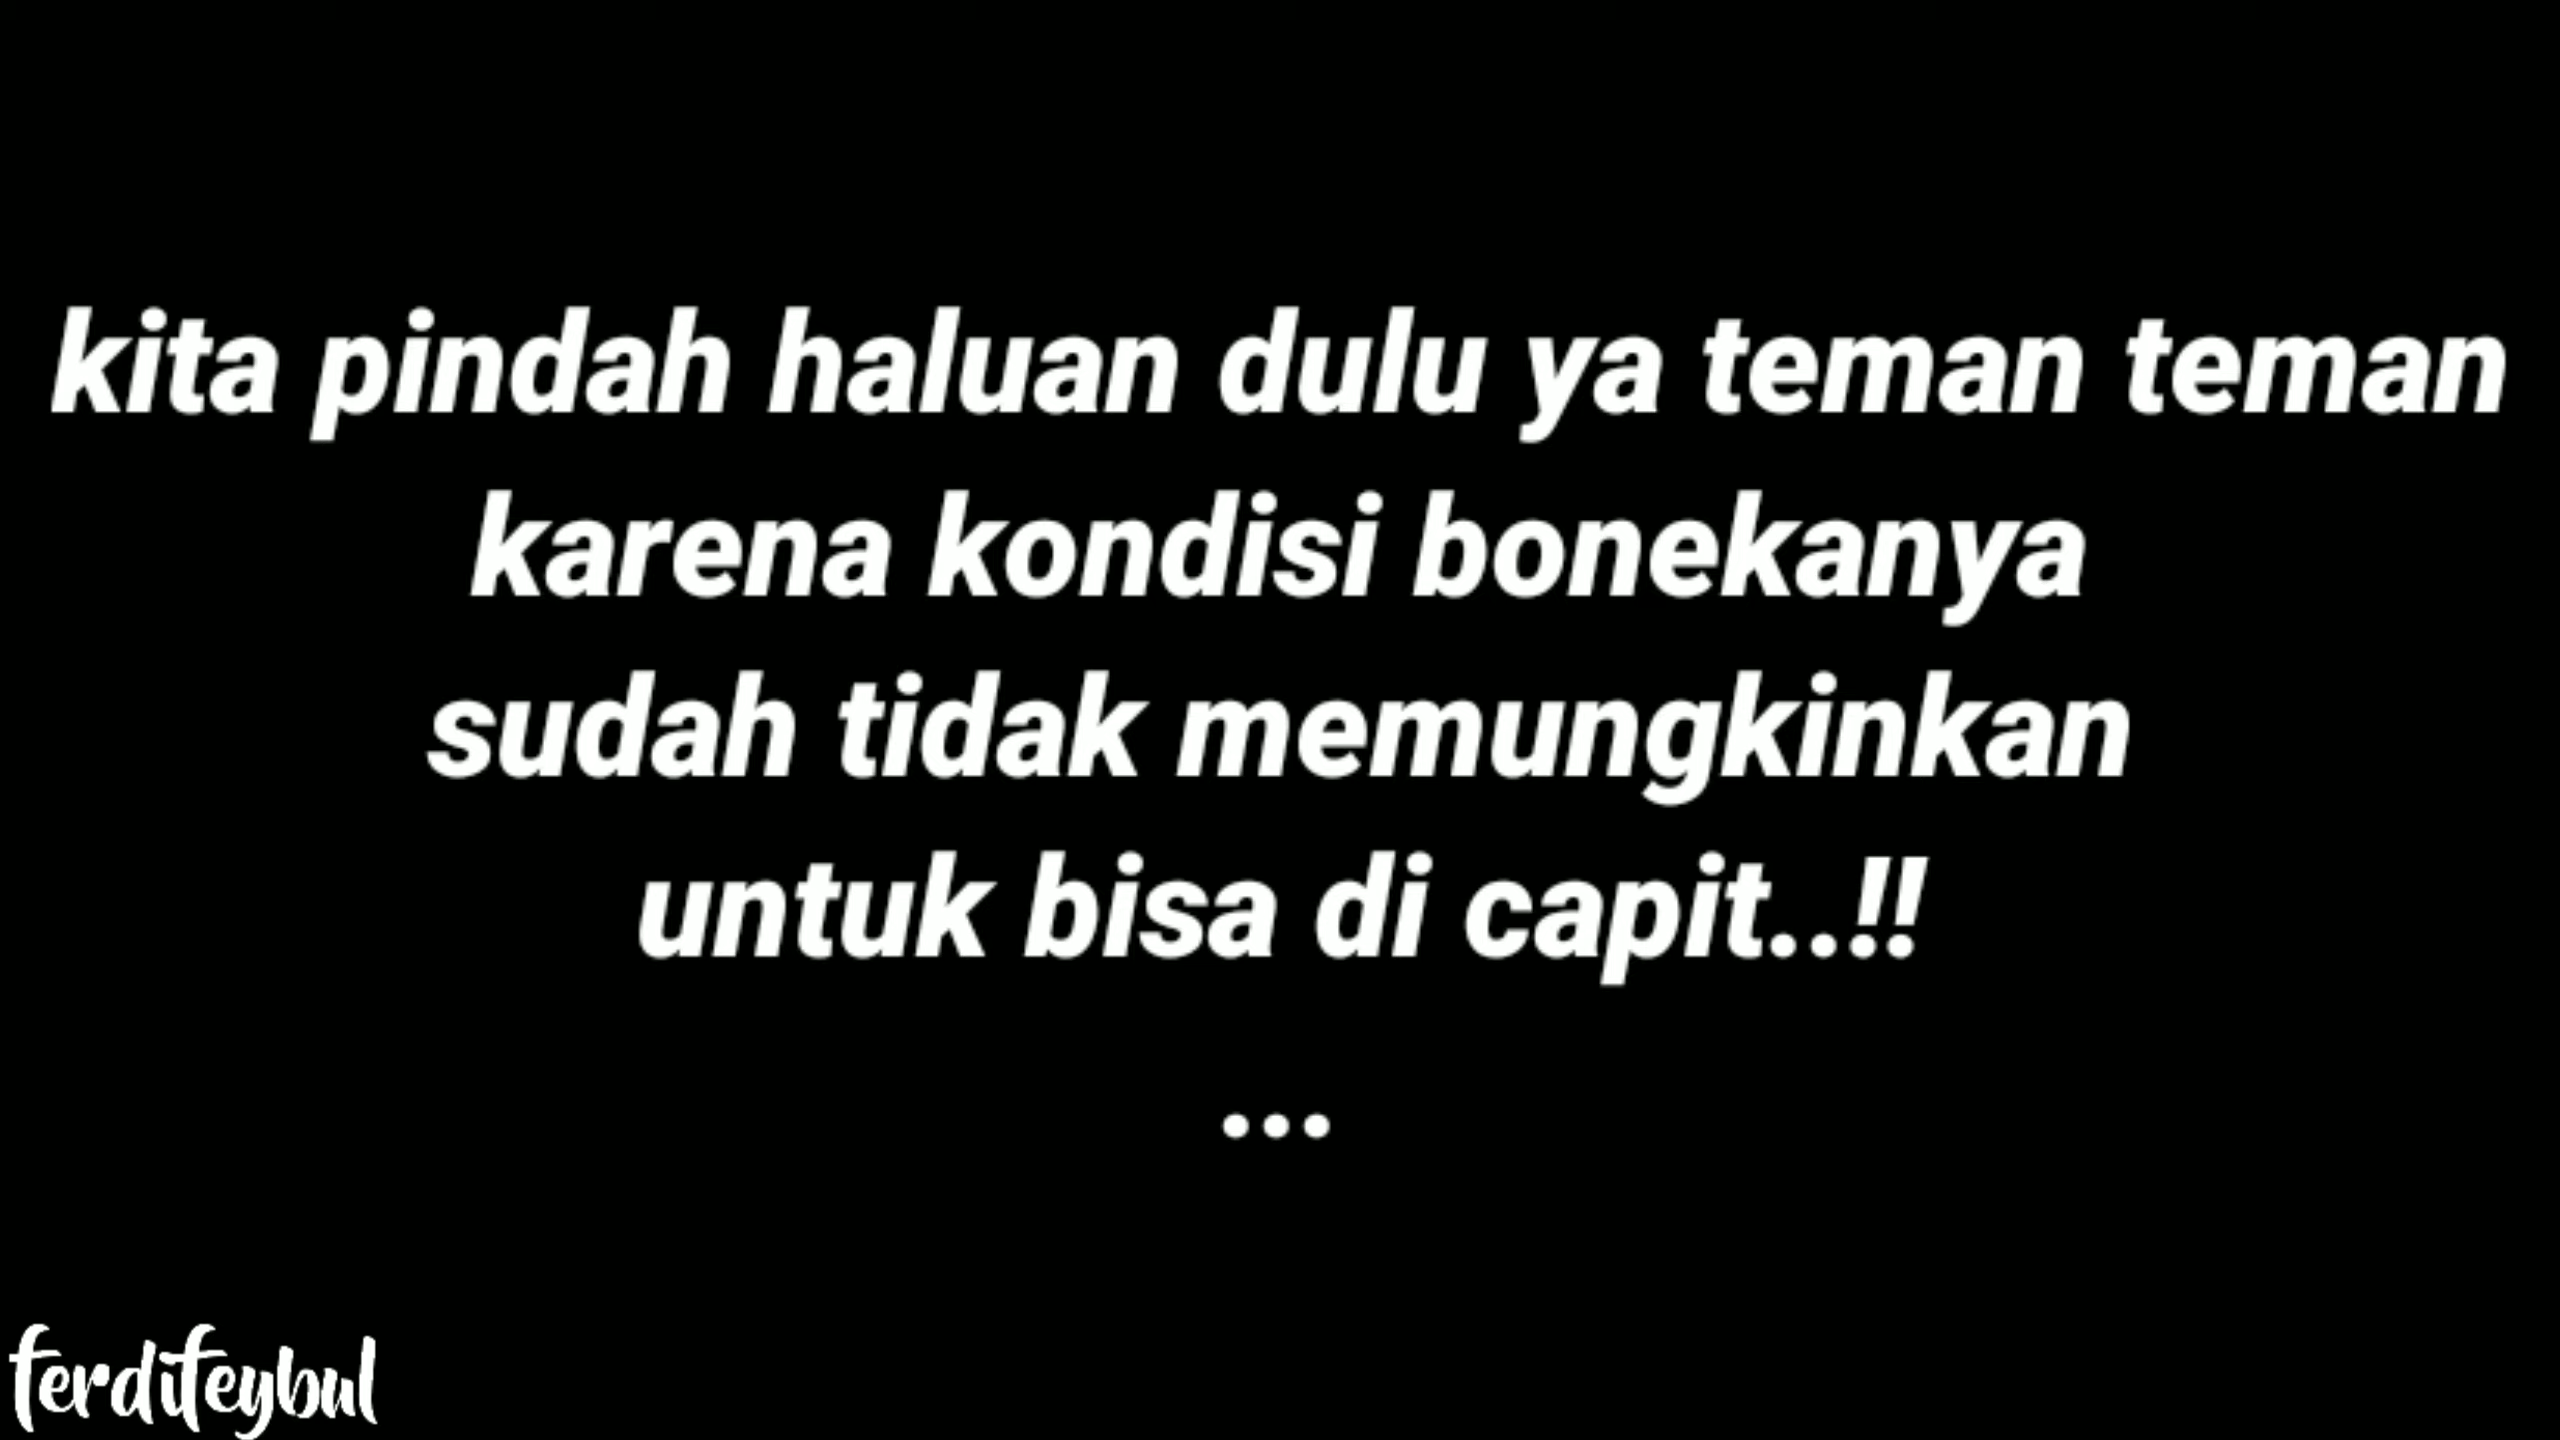 kita pindah haluan dulu ya teman teman
karena kondisi bonekanya
sudah tidak memungkinkan
untuk bisa di capit..!!
...
ferdifeybul